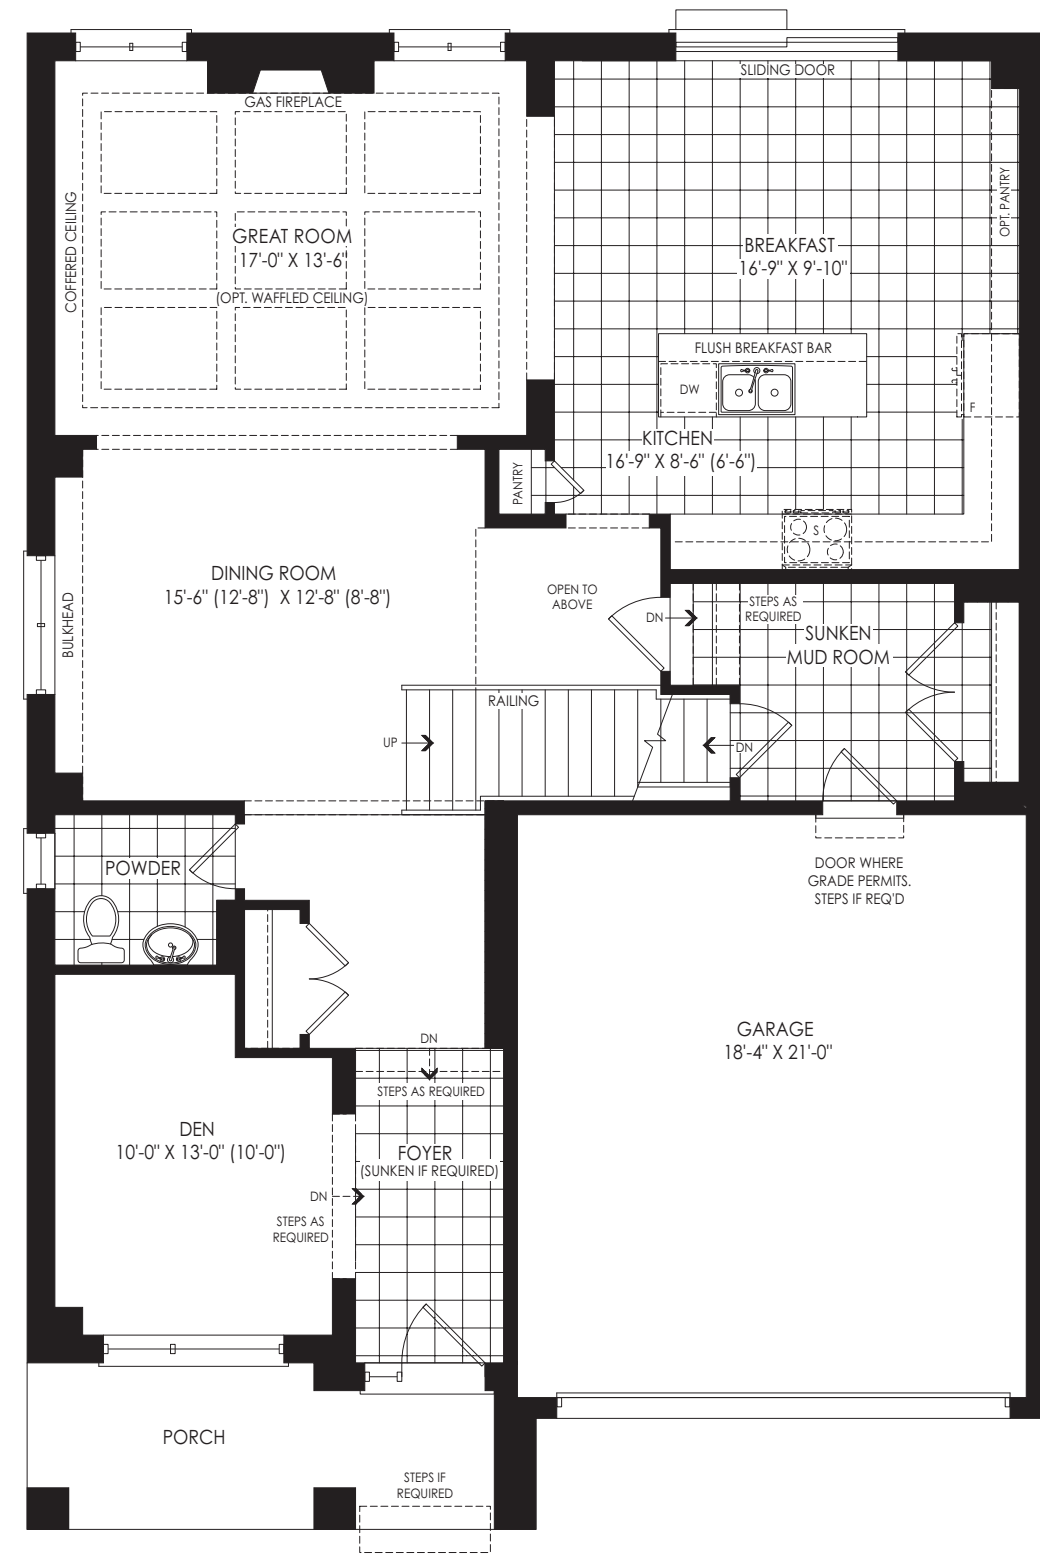 SLIDING DOOR
GAS FIREPLACE
COFFERED CEILING
GREAT ROOM
17'-0" X 13'-6"
(OPT. WAFFLED CEILING)
OPT. PANTRY
BREAKFAST
16'-9" X 9'-10"
FLUSH BREAKFAST BAR
DW
F
KITCHEN
16'-9" X 8'-6" (6'-6")
PANTRY
S
DINING ROOM
15'-6" (12'-8") X 12'-8" (8'-8")
BULKHEAD
OPEN TO
ABOVE
DN
STEPS AS
REQUIRED
SUNKEN
MUD ROOM
RAILING
UP
DN
POWDER
DOOR WHERE
GRADE PERMITS.
STEPS IF REQ'D
GARAGE
18'-4" X 21'-0"
DN
STEPS AS REQUIRED
DEN
10'-0" X 13'-0" (10'-0")
FOYER
(SUNKEN IF REQUIRED)
DN
STEPS AS
REQUIRED
PORCH
STEPS IF
REQUIRED